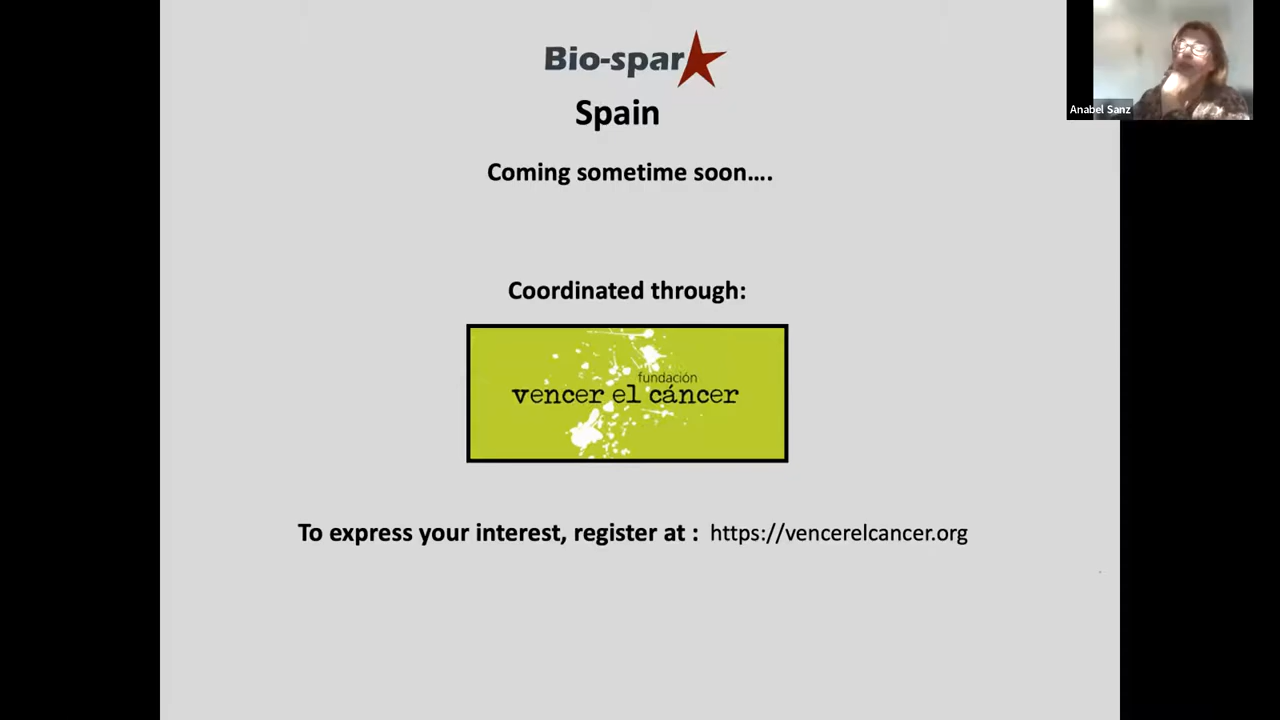 Bio-spar
Spain
Coming sometime soon….
Coordinated through:
fundación
vencer el cáncer
To express your interest, register at : https://vencerelcancer.org
Anabel Sanz